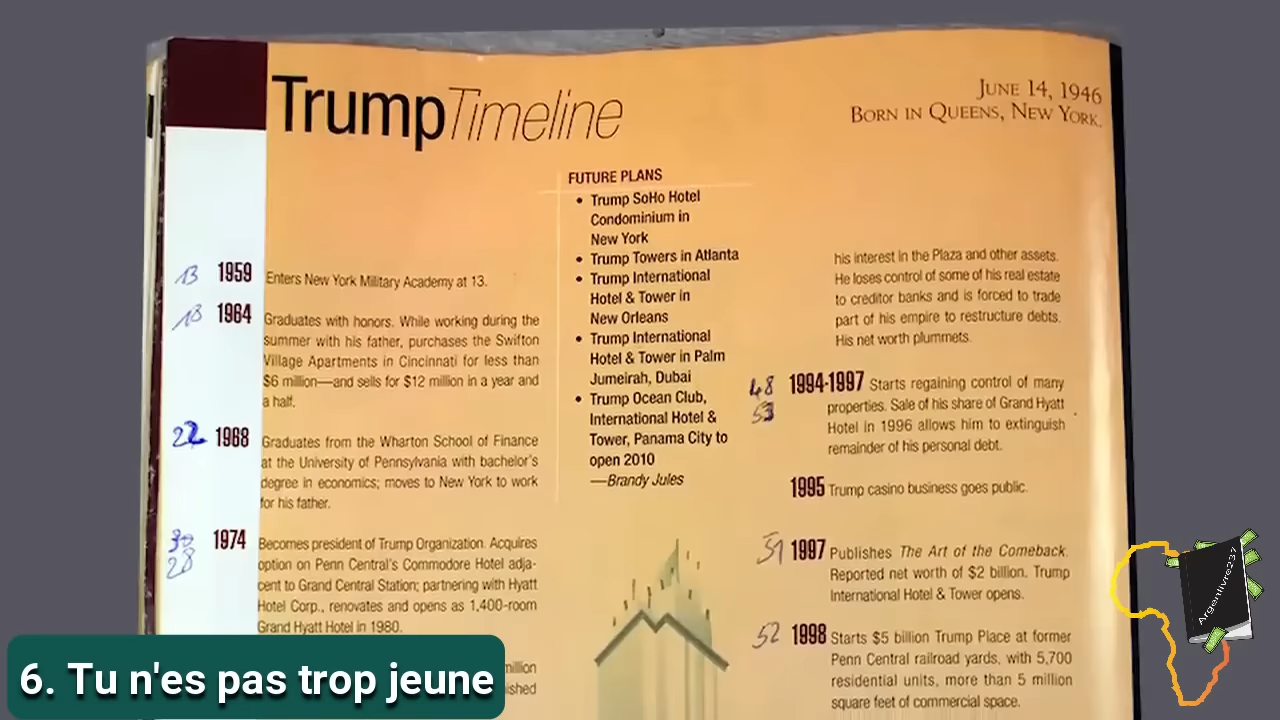 TrumpTimeline
JUNE 14, 1946
BORN IN QUEENS, NEW YORK.
13 1959 Enters New York Military Academy at 13.
1964 Graduates with honors. While working during the
summer with his father, purchases the Swifton
Village Apartments in Cincinnati for less than
$6 million—and sells for $12 million in a year and
a half.
22 1968 Graduates from the Wharton School of Finance
at the University of Pennsylvania with bachelor's
degree in economics; moves to New York to work
for his father.
30 1974 Becomes president of Trump Organization. Acquires
28 option on Penn Central's Commodore Hotel adja-
cent to Grand Central Station; partnering with Hyatt
Hotel Corp., renovates and opens as 1,400-room
Grand Hyatt Hotel in 1980.
million
ished
FUTURE PLANS
• Trump SoHo Hotel
Condominium in
New York
• Trump Towers in Atlanta
• Trump International
Hotel & Tower in
New Orleans
• Trump International
Hotel & Tower in Palm
Jumeirah, Dubai
• Trump Ocean Club,
International Hotel &
Tower, Panama City to
open 2010
—Brandy Jules
his interest in the Plaza and other assets.
He loses control of some of his real estate
to creditor banks and is forced to trade
part of his empire to restructure debts.
His net worth plummets.
48 1994-1997 Starts regaining control of many
53 properties. Sale of his share of Grand Hyatt
Hotel in 1996 allows him to extinguish
remainder of his personal debt.
1995 Trump casino business goes public.
51 1997 Publishes The Art of the Comeback.
Reported net worth of $2 billion. Trump
International Hotel & Tower opens.
52 1998 Starts $5 billion Trump Place at former
Penn Central railroad yards, with 5,700
residential units, more than 5 million
square feet of commercial space.
6. Tu n'es pas trop jeune
Argentlivre237